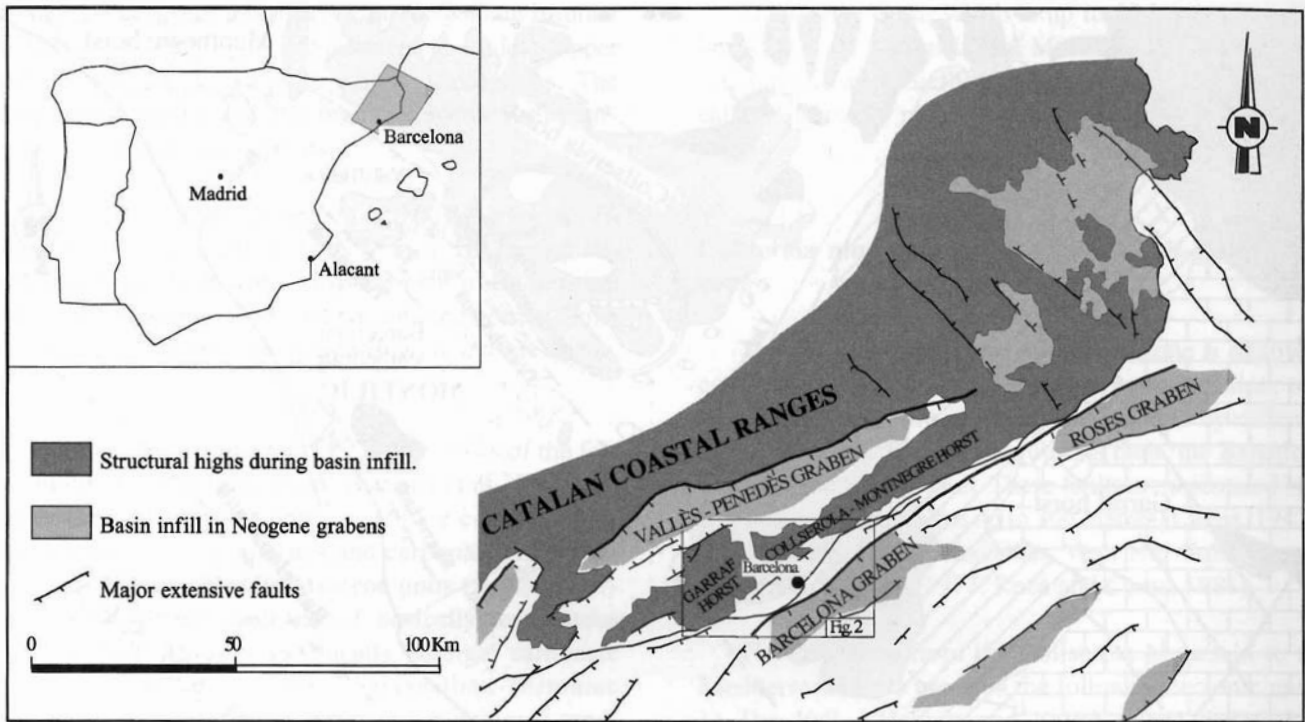 Barcelona
Madrid
Alacant
N
Structural highs during basin infill.
Basin infill in Neogene grabens
Major extensive faults
0 50 100Km
CATALAN COASTAL RANGES
VALLÈS - PENEDÈS GRABEN
COLLSEROLA - MONTNEGRE HORST
ROSES GRABEN
GARRAF
HORST
Barcelona
BARCELONA GRABEN
Fig.2